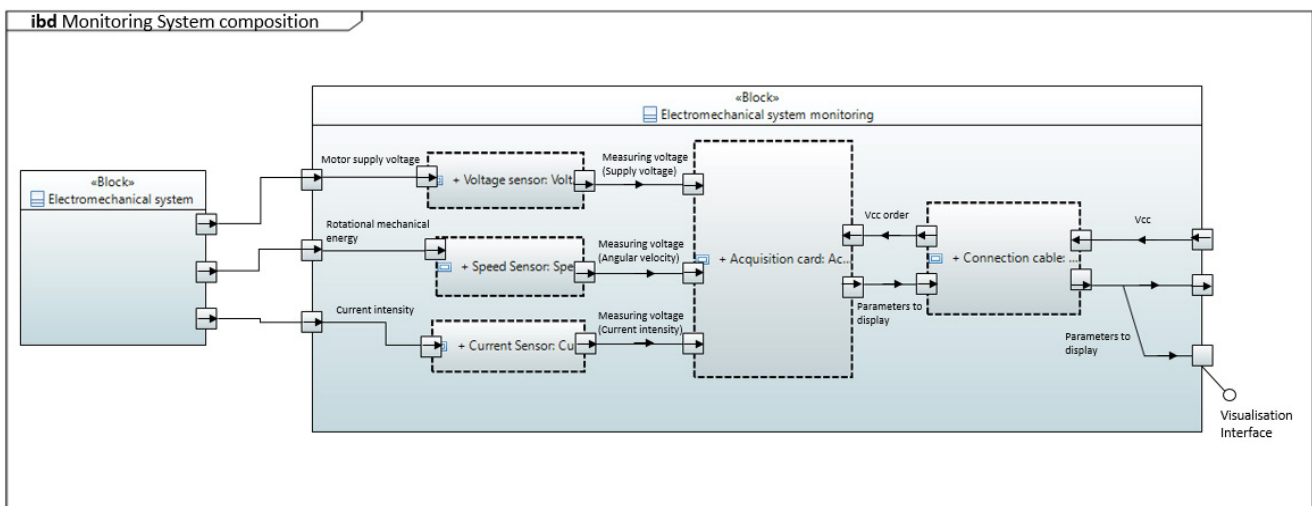 ibd Monitoring System composition
«Block»
Electromechanical system monitoring
Motor supply voltage
Measuring voltage
(Supply voltage)
+ Voltage sensor: Volt...
«Block»
Electromechanical system
Rotational mechanical
energy
Measuring voltage
(Angular velocity)
+ Speed Sensor: Spe
Vcc order
Vcc
+ Acquisition card: Ac...
+ Connection cable: ...
Current intensity
Measuring voltage
(Current intensity)
+ Current Sensor: Cu
Parameters to
display
Parameters to
display
Visualisation
Interface